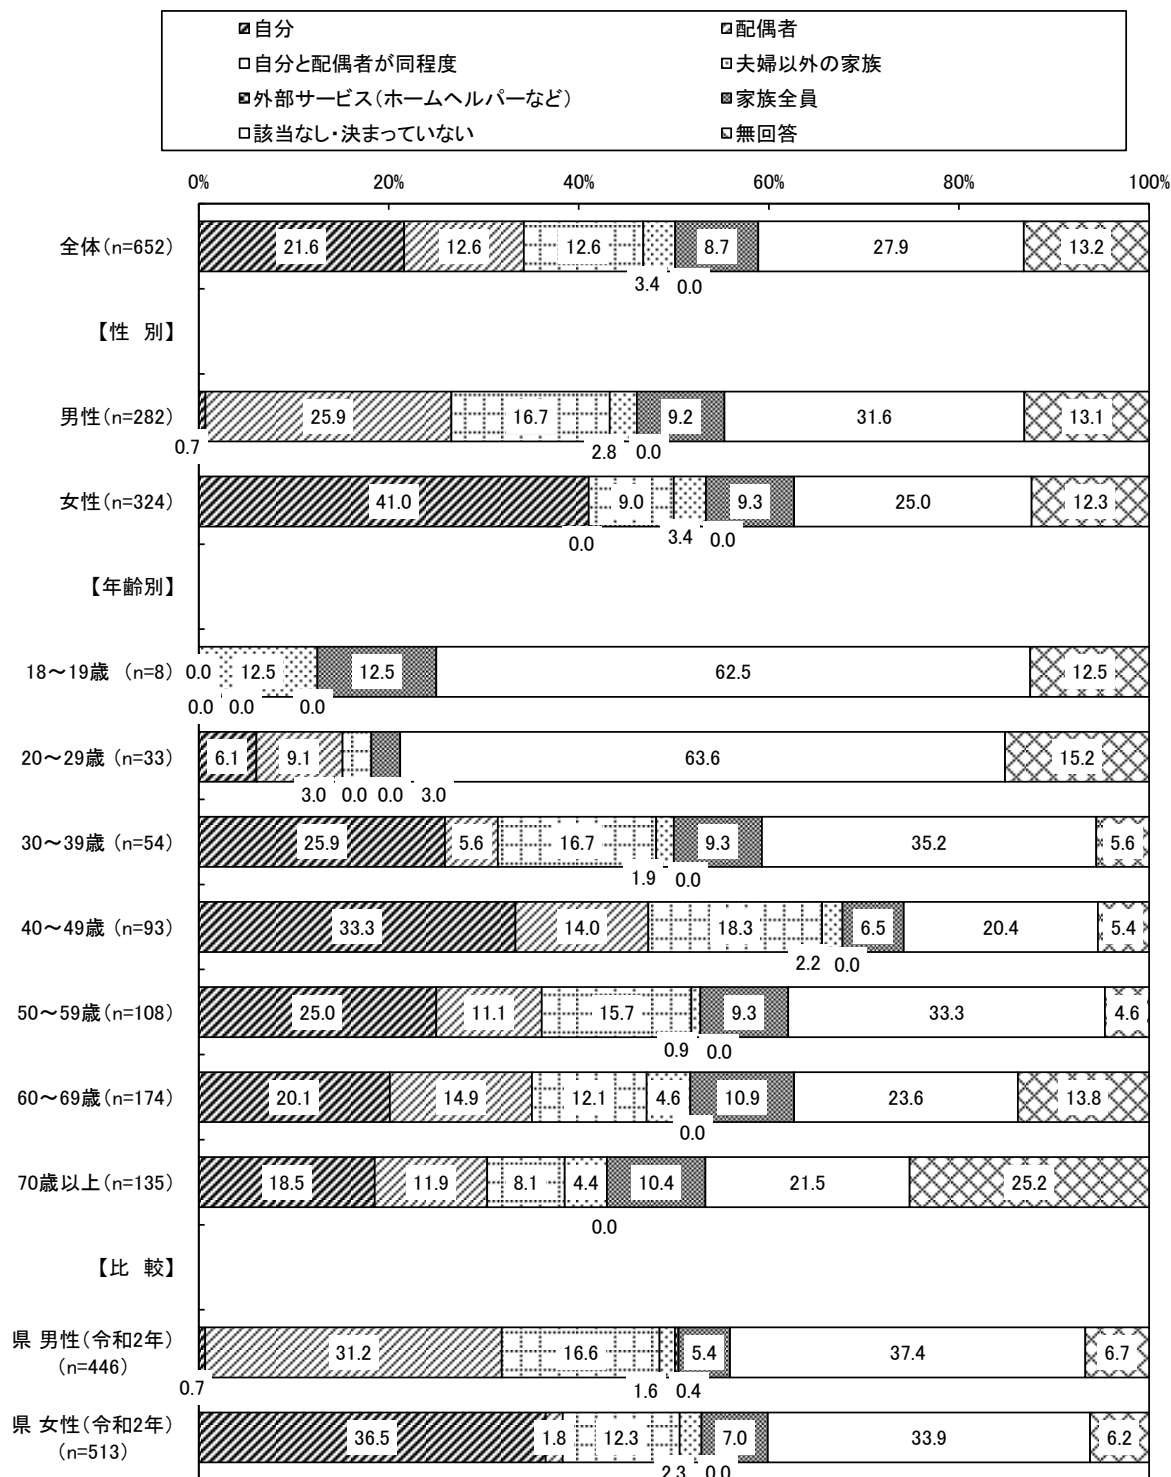 自分 配偶者
自分と配偶者が同程度 夫婦以外の家族
外部サービス(ホームヘルパーなど) 家族全員
該当なし・決まっていない 無回答
0% 20% 40% 60% 80% 100%
全体(n=652) 21.6 12.6 12.6 8.7 27.9 13.2
3.4 0.0
【性 別】
男性(n=282) 25.9 16.7 9.2 31.6 13.1
0.7 2.8 0.0
女性(n=324) 41.0 9.0 9.3 25.0 12.3
0.0 3.4 0.0
【年齢別】
18～19歳 (n=8) 0.0 12.5 12.5 62.5 12.5
0.0 0.0 0.0
20～29歳 (n=33) 6.1 9.1 63.6 15.2
3.0 0.0 0.0 3.0
30～39歳 (n=54) 25.9 5.6 16.7 9.3 35.2 5.6
1.9 0.0
40～49歳 (n=93) 33.3 14.0 18.3 6.5 20.4 5.4
2.2 0.0
50～59歳(n=108) 25.0 11.1 15.7 9.3 33.3 4.6
0.9 0.0
60～69歳(n=174) 20.1 14.9 12.1 4.6 10.9 23.6 13.8
0.0
70歳以上(n=135) 18.5 11.9 8.1 4.4 10.4 21.5 25.2
0.0
【比 較】
県 男性(令和2年)
(n=446) 31.2 16.6 5.4 37.4 6.7
0.7 1.6 0.4
県 女性(令和2年)
(n=513) 36.5 1.8 12.3 7.0 33.9 6.2
2.3 0.0